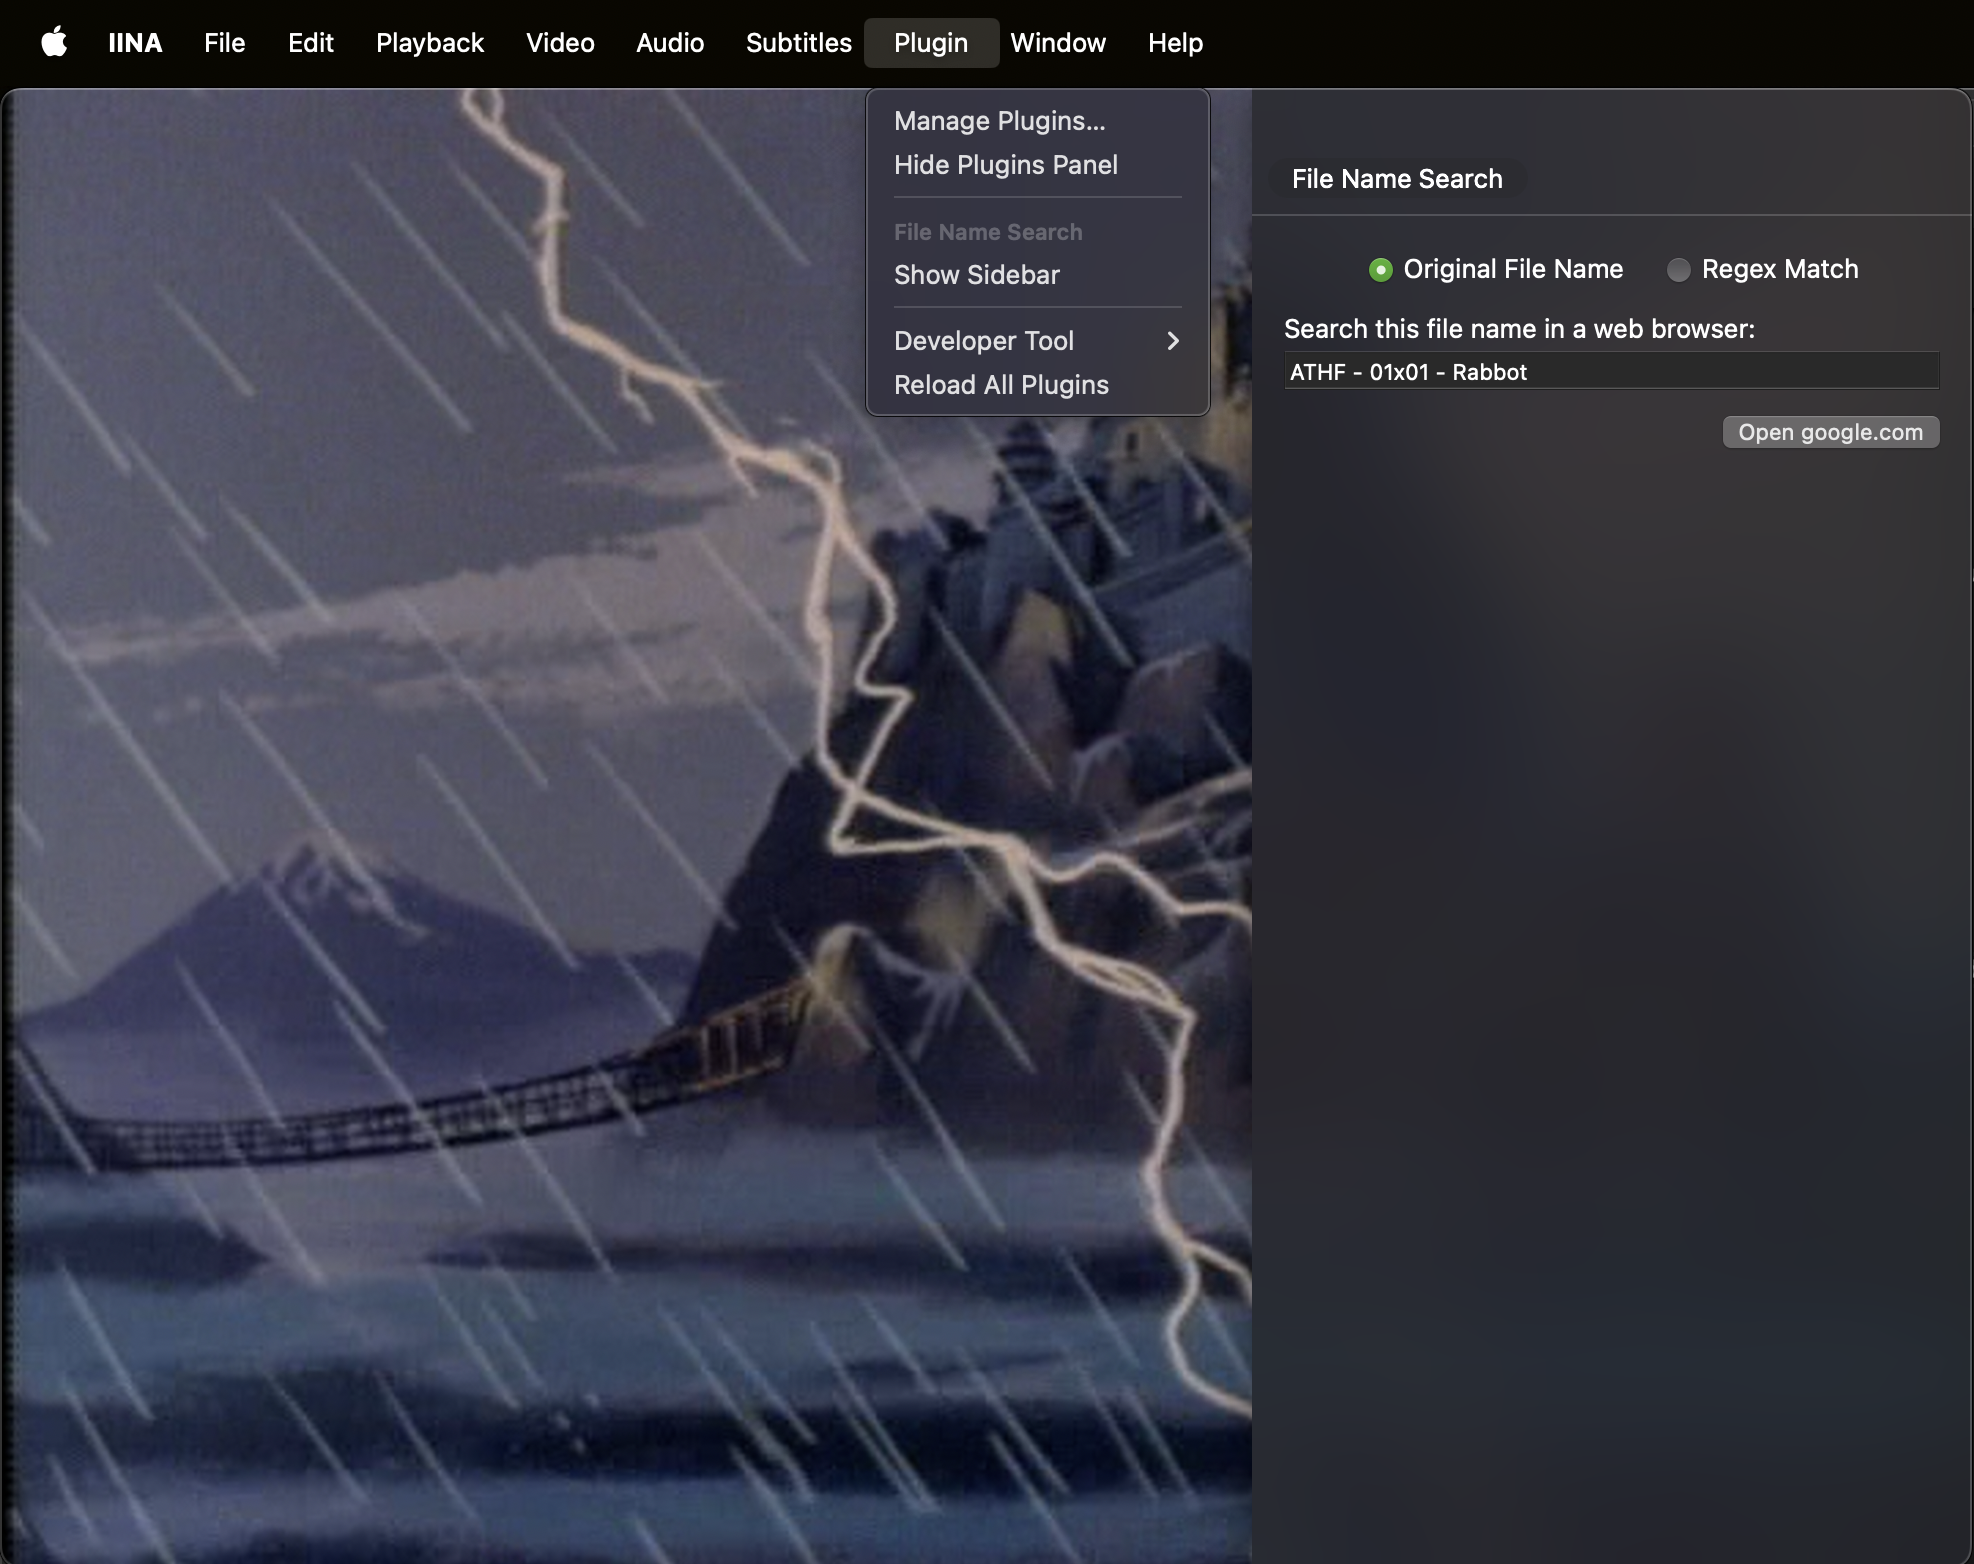 IINA File Edit Playback Video Audio Subtitles Plugin Window Help
Manage Plugins...
Hide Plugins Panel
File Name Search
Show Sidebar
Developer Tool
Reload All Plugins
File Name Search
Original File Name Regex Match
Search this file name in a web browser:
ATHF - 01x01 - Rabbot
Open google.com